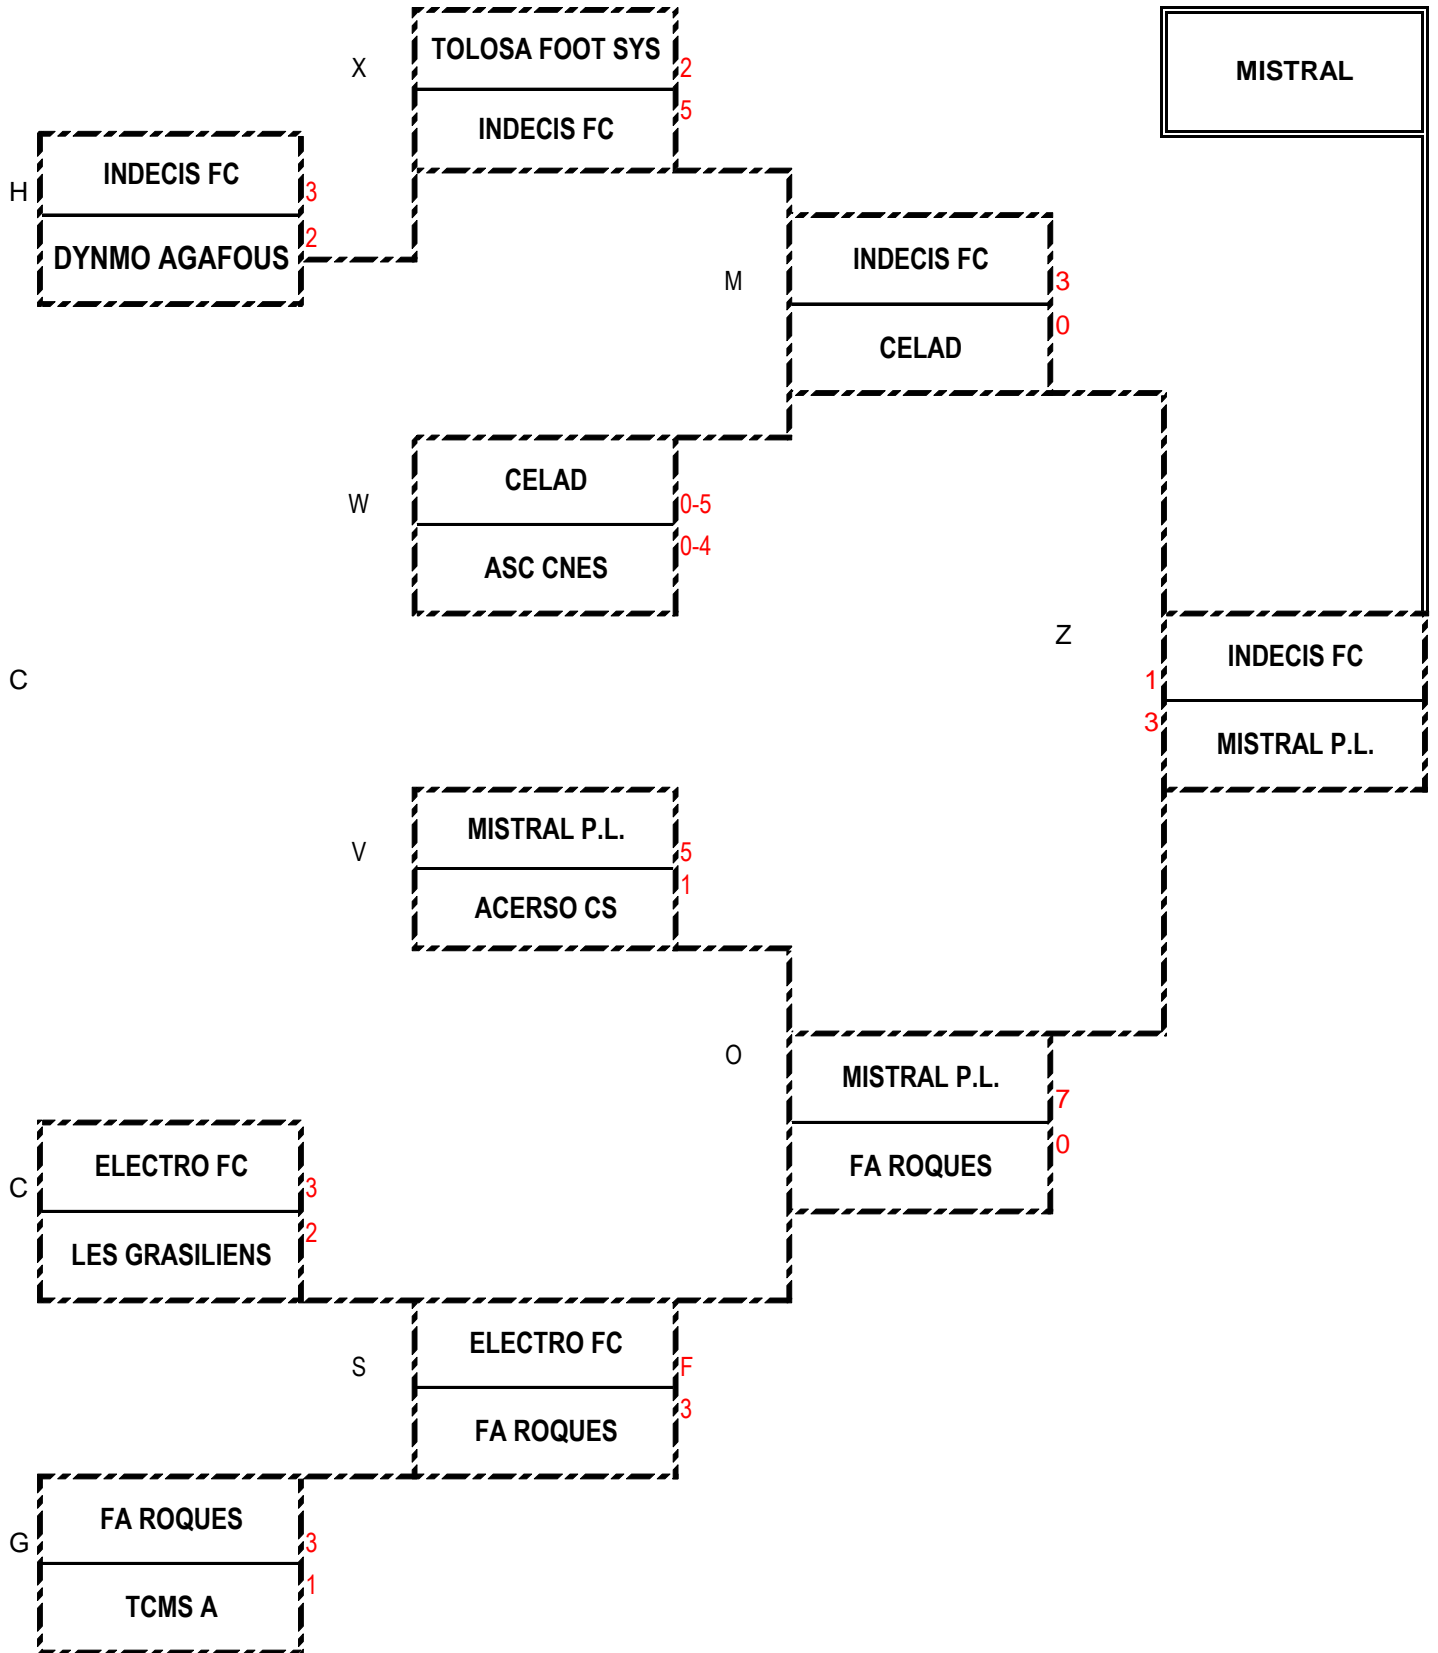 TOLOSA FOOT SYS
X
2
MISTRAL
5
INDECIS FC
INDECIS FC
H
3
2
DYNMO AGAFOUS
INDECIS FC
M
3
0
CELAD
CELAD
W
0-5
0-4
ASC CNES
Z
INDECIS FC
C
1
3
MISTRAL P.L.
MISTRAL P.L.
V
5
1
ACERSO CS
O
MISTRAL P.L.
7
0
ELECTRO FC
FA ROQUES
C
3
2
LES GRASILIENS
ELECTRO FC
S
F
3
FA ROQUES
FA ROQUES
G
3
1
TCMS A